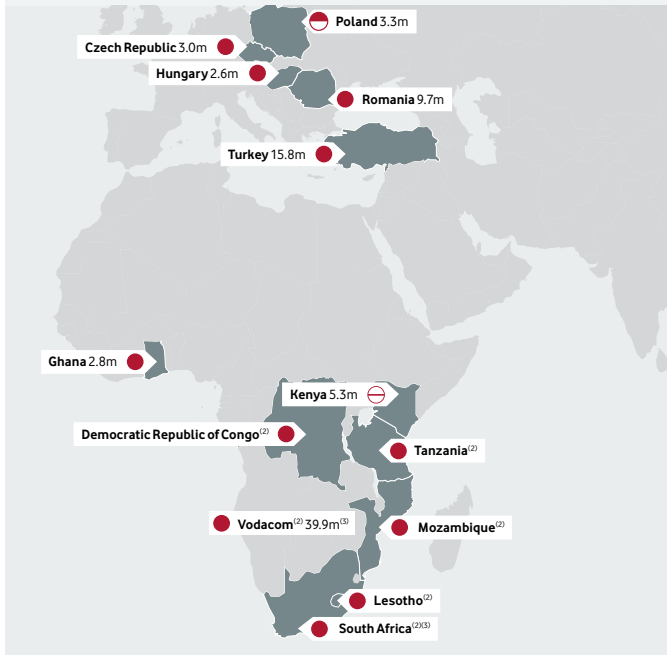 Poland 3.3m
Czech Republic 3.0m
Hungary 2.6m
Romania 9.7m
Turkey 15.8m
Ghana 2.8m
Kenya 5.3m
Democratic Republic of Congo(2)
Tanzania(2)
Vodacom(2) 39.9m(3)
Mozambique(2)
Lesotho(2)
South Africa(2)(3)